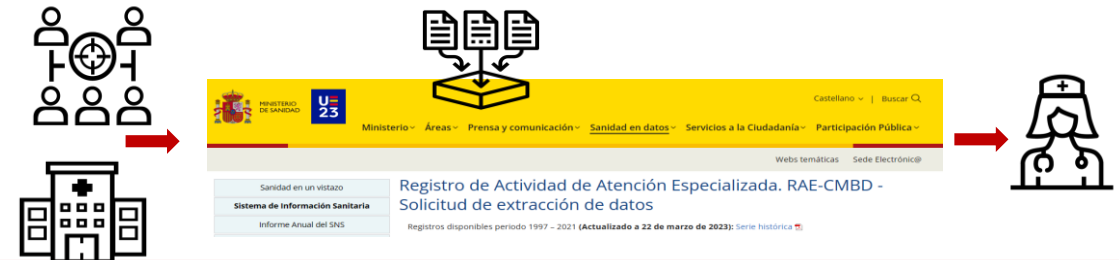 Castellano | Buscar
MINISTERIO
DE SANIDAD
UE
23
Ministerio Áreas Prensa y comunicación Sanidad en datos Servicios a la Ciudadanía Participación Pública
Webs temáticas Sede Electrónic@
Sanidad en un vistazo
Sistema de Información Sanitaria
Informe Anual del SNS
Registro de Actividad de Atención Especializada. RAE-CMBD -
Solicitud de extracción de datos
Registros disponibles periodo 1997 – 2021 (Actualizado a 22 de marzo de 2023): Serie histórica